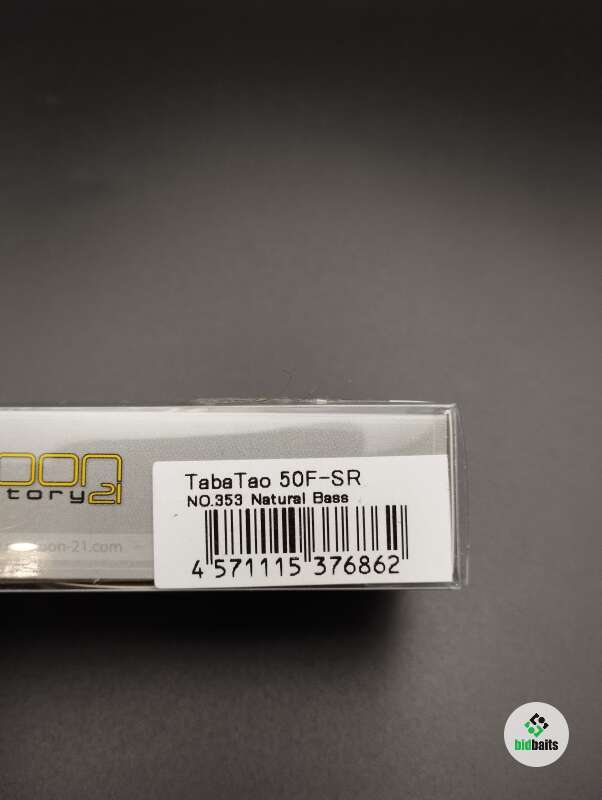 oon
tory21
oon-21.com
TabaTao 50F-SR
NO.353 Natural Bass
4 571115 376862
bidbaits